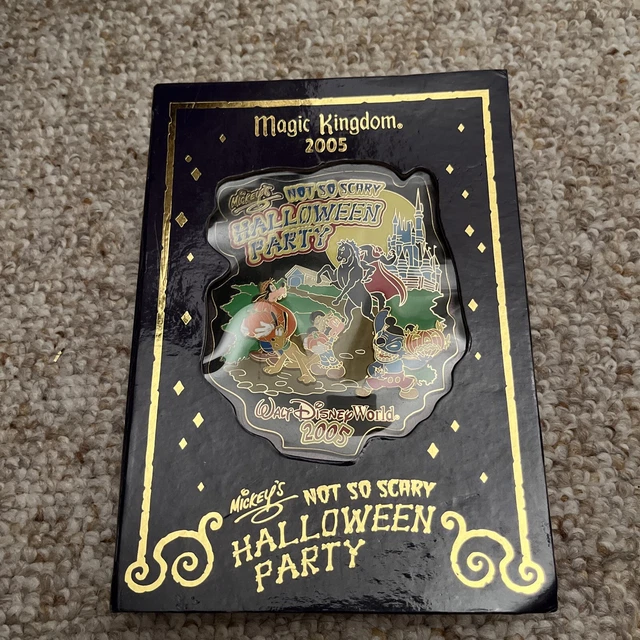 Magic Kingdom®
2005
MICKEY'S NOT SO SCARY
HALLOWEEN
PARTY
WALT DISNEY World
2005
MICKEY'S NOT SO SCARY
HALLOWEEN
PARTY